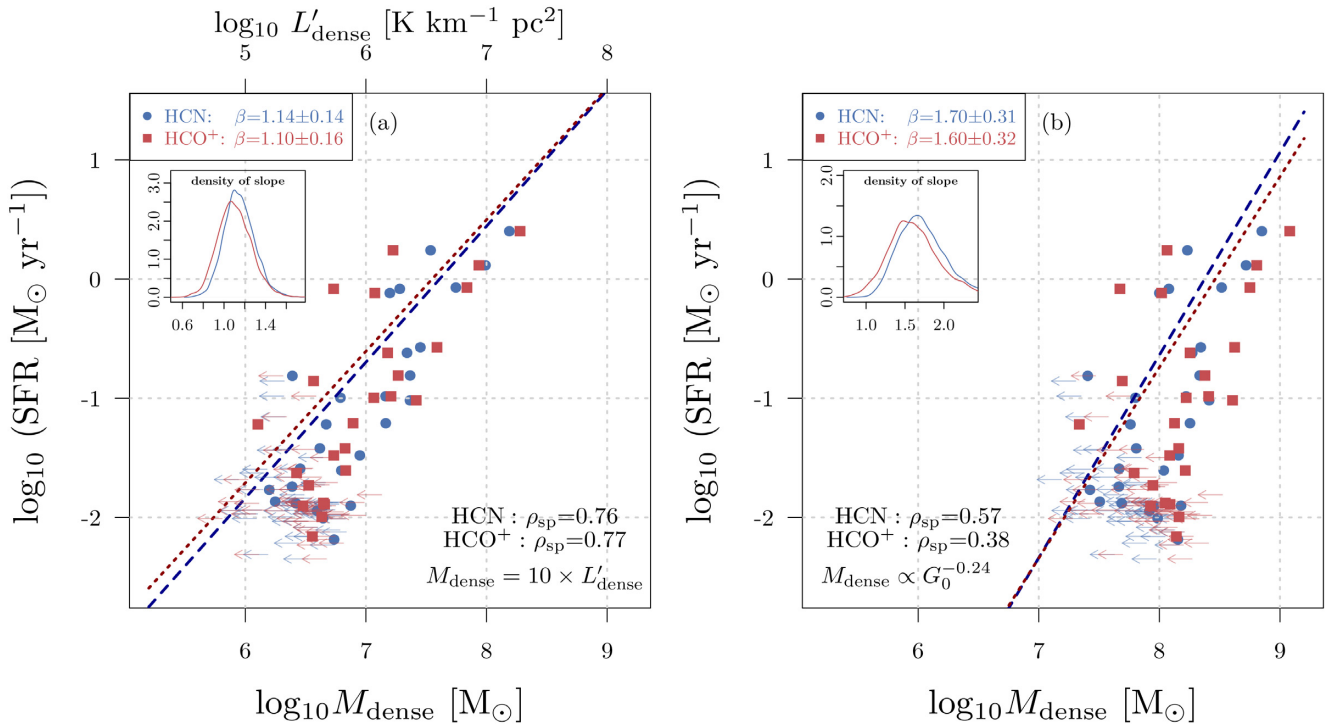 log₁₀ L′dense [K km⁻¹ pc²]
5 6 7 8
HCN: β=1.14±0.14
HCO⁺: β=1.10±0.16
(a)
density of slope
3.0
2.0
1.0
0.0
0.6 1.0 1.4
1
0
-1
-2
log₁₀ (SFR [M⊙ yr⁻¹])
HCN : ρsp=0.76
HCO⁺ : ρsp=0.77
Mdense = 10 × L′dense
6 7 8 9
log₁₀Mdense [M⊙]
HCN: β=1.70±0.31
HCO⁺: β=1.60±0.32
(b)
density of slope
2.0
1.0
0.0
1.0 1.5 2.0
1
0
-1
-2
log₁₀ (SFR [M⊙ yr⁻¹])
HCN : ρsp=0.57
HCO⁺ : ρsp=0.38
Mdense ∝ G₀⁻⁰·²⁴
6 7 8 9
log₁₀Mdense [M⊙]